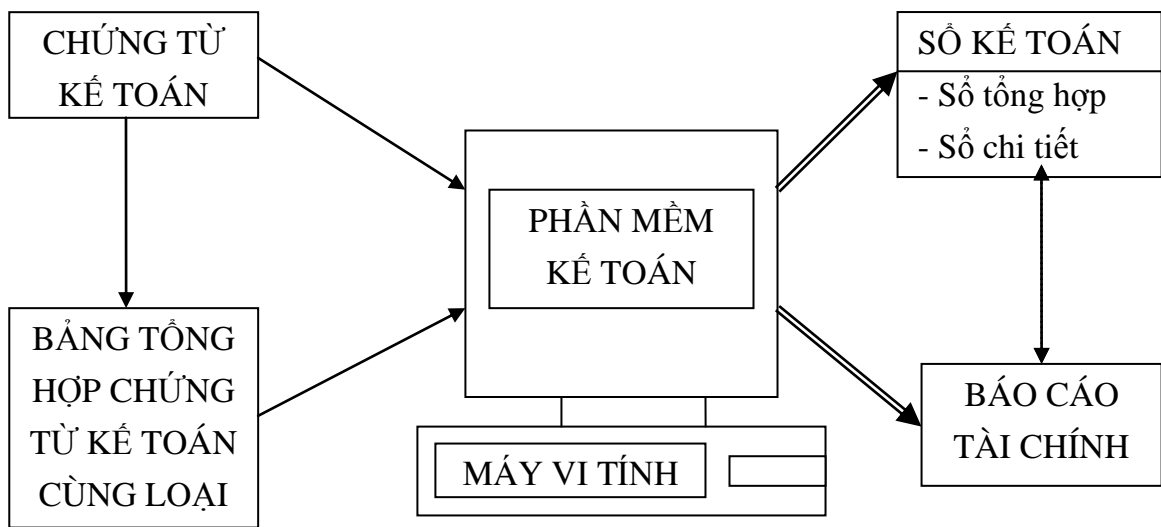 CHỨNG TỪ
KẾ TOÁN
SỔ KẾ TOÁN
- Sổ tổng hợp
- Sổ chi tiết
PHẦN MỀM
KẾ TOÁN
BẢNG TỔNG
HỢP CHỨNG
TỪ KẾ TOÁN
CÙNG LOẠI
BÁO CÁO
TÀI CHÍNH
MÁY VI TÍNH